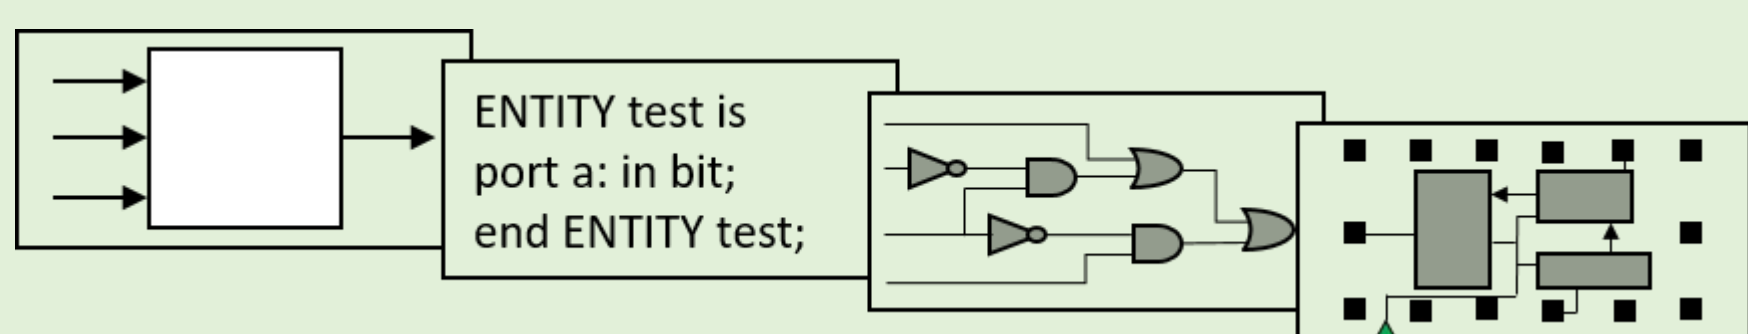 ENTITY test is
port a: in bit;
end ENTITY test;